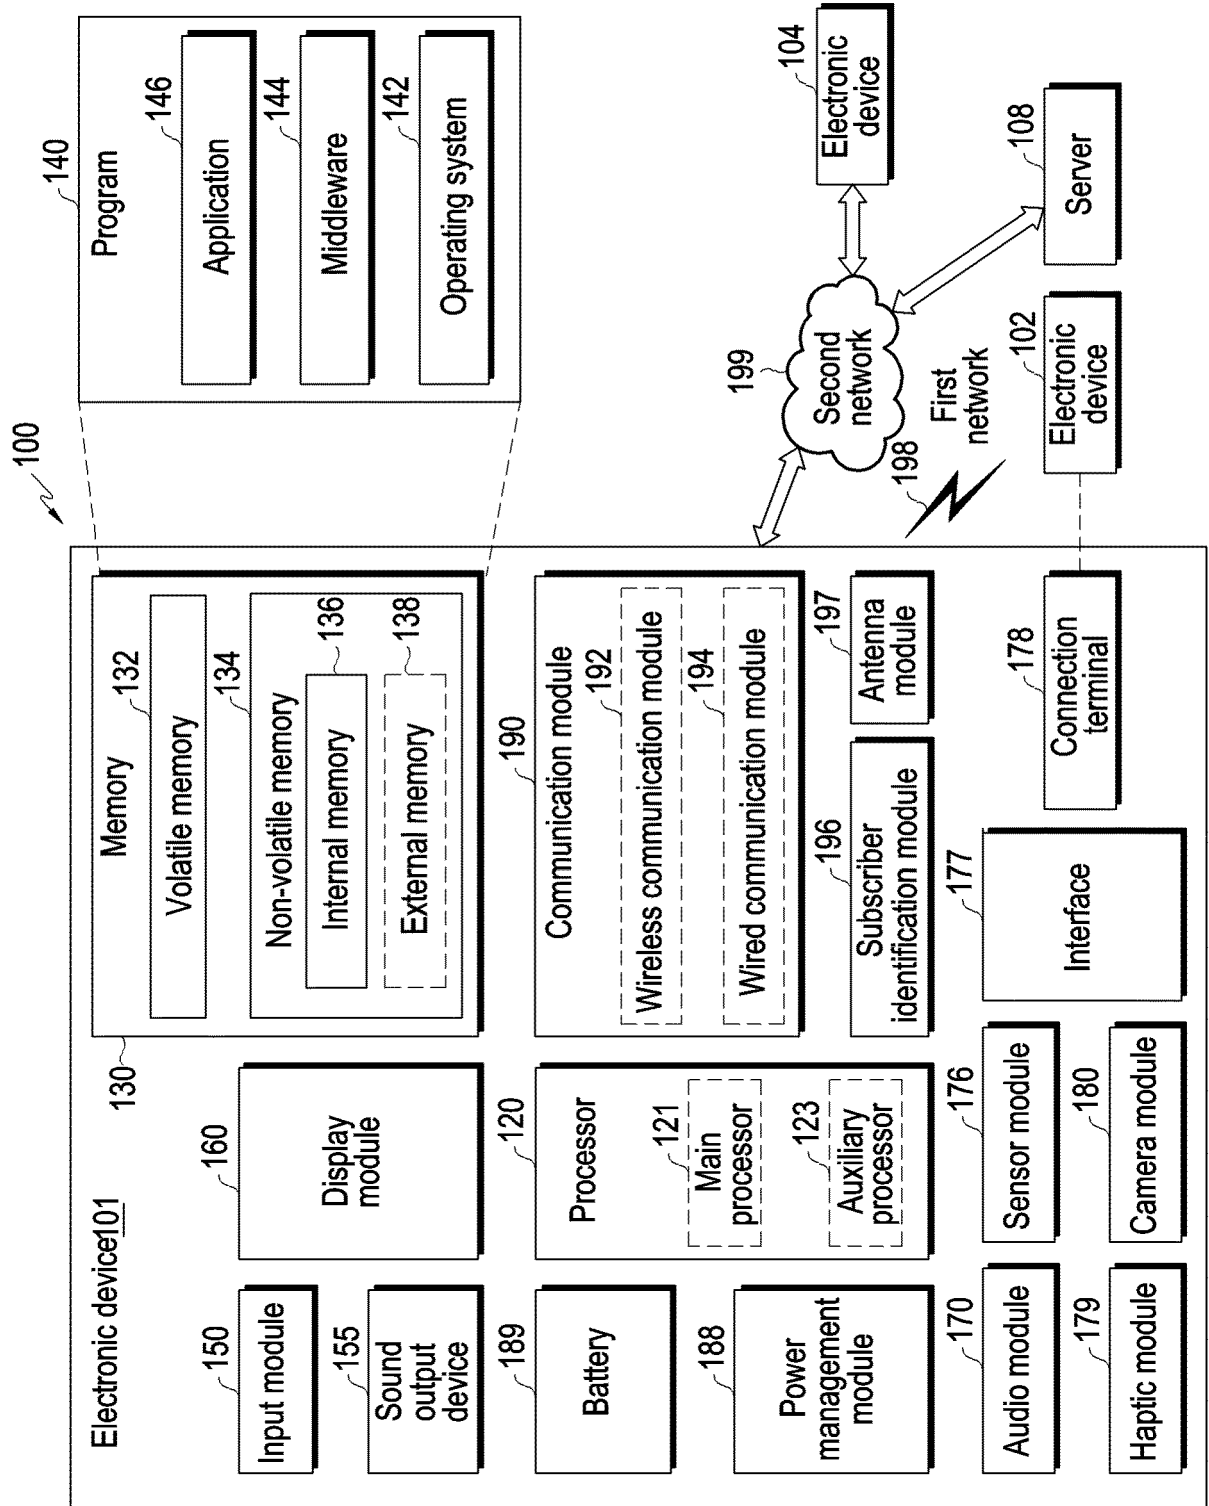 100
Electronic device101
130
Memory
132
Volatile memory
134
Non-volatile memory
136
Internal memory
138
External memory
140
Program
146
Application
144
Middleware
142
Operating system
150
Input module
155
Sound
output
device
160
Display
module
189
Battery
120
Processor
121
Main
processor
123
Auxiliary
processor
190
Communication module
192
Wireless communication module
194
Wired communication module
188
Power
management
module
196
Subscriber
identification module
197
Antenna
module
170
Audio module
176
Sensor module
177
Interface
178
Connection
terminal
179
Haptic module
180
Camera module
199
Second
network
198
First
network
104
Electronic
device
102
Electronic
device
108
Server